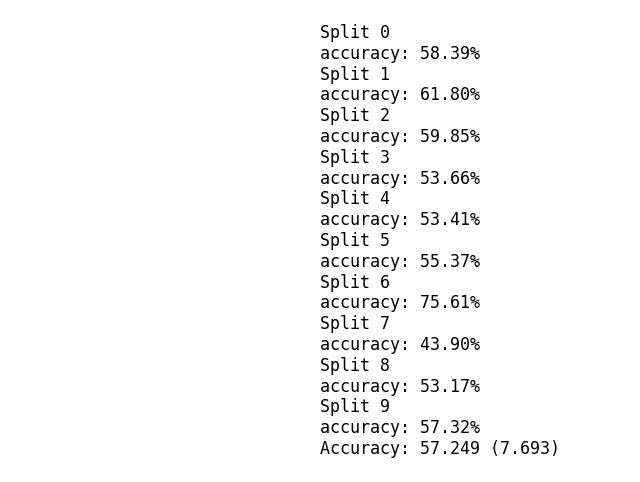 Split 0
accuracy: 58.39%
Split 1
accuracy: 61.80%
Split 2
accuracy: 59.85%
Split 3
accuracy: 53.66%
Split 4
accuracy: 53.41%
Split 5
accuracy: 55.37%
Split 6
accuracy: 75.61%
Split 7
accuracy: 43.90%
Split 8
accuracy: 53.17%
Split 9
accuracy: 57.32%
Accuracy: 57.249 (7.693)